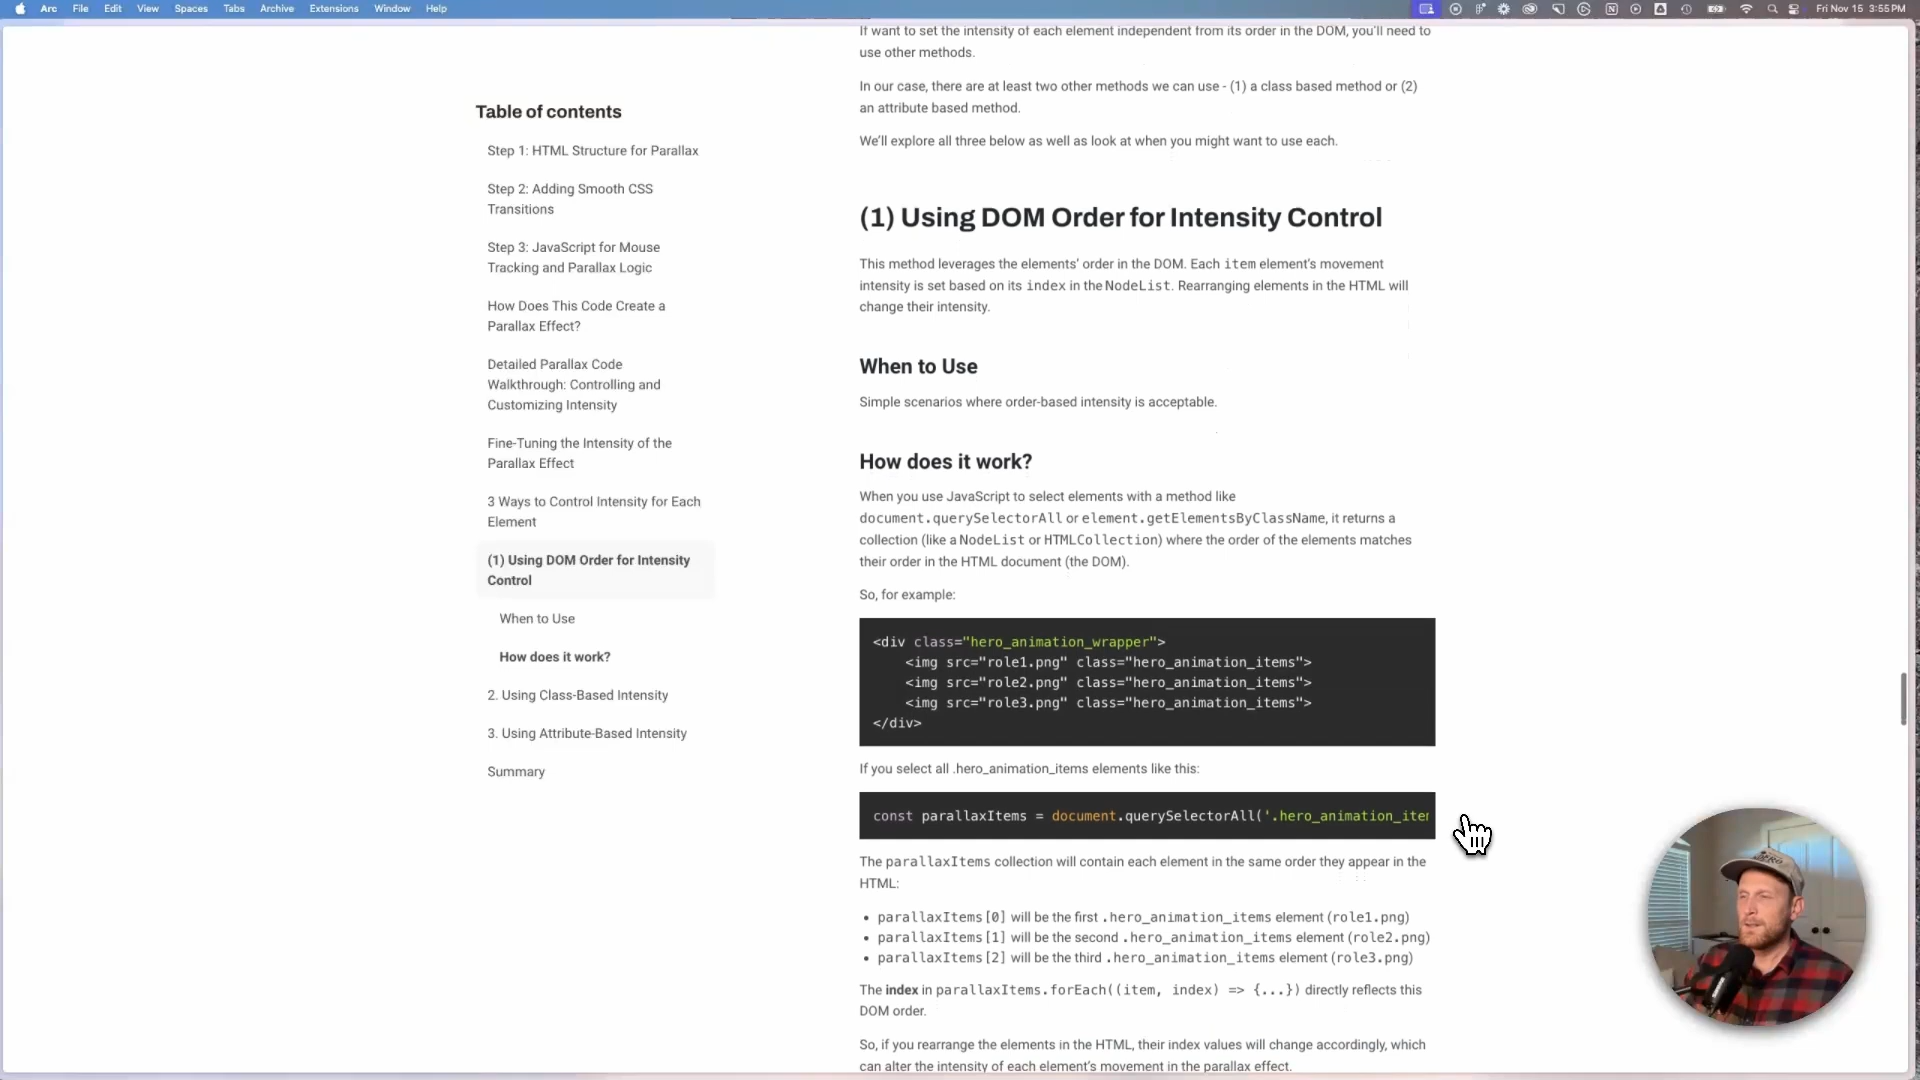 Arc File Edit View Spaces Tabs Archive Extensions Window Help Fri Nov 15 3:55 PM
Table of contents
Step 1: HTML Structure for Parallax
Step 2: Adding Smooth CSS
Transitions
Step 3: JavaScript for Mouse
Tracking and Parallax Logic
How Does This Code Create a
Parallax Effect?
Detailed Parallax Code
Walkthrough: Controlling and
Customizing Intensity
Fine-Tuning the Intensity of the
Parallax Effect
3 Ways to Control Intensity for Each
Element
(1) Using DOM Order for Intensity
Control
When to Use
How does it work?
2. Using Class-Based Intensity
3. Using Attribute-Based Intensity
Summary
If want to set the intensity of each element independent from its order in the DOM, you'll need to
use other methods.
In our case, there are at least two other methods we can use - (1) a class based method or (2)
an attribute based method.
We'll explore all three below as well as look at when you might want to use each.
(1) Using DOM Order for Intensity Control
This method leverages the elements' order in the DOM. Each item element's movement
intensity is set based on its index in the NodeList. Rearranging elements in the HTML will
change their intensity.
When to Use
Simple scenarios where order-based intensity is acceptable.
How does it work?
When you use JavaScript to select elements with a method like
document.querySelectorAll or element.getElementsByClassName, it returns a
collection (like a NodeList or HTMLCollection) where the order of the elements matches
their order in the HTML document (the DOM).
So, for example:
<div class="hero_animation_wrapper">
<img src="role1.png" class="hero_animation_items">
<img src="role2.png" class="hero_animation_items">
<img src="role3.png" class="hero_animation_items">
</div>
If you select all .hero_animation_items elements like this:
const parallaxItems = document.querySelectorAll('.hero_animation_iter
The parallaxItems collection will contain each element in the same order they appear in the
HTML:
• parallaxItems[0] will be the first .hero_animation_items element (role1.png)
• parallaxItems[1] will be the second .hero_animation_items element (role2.png)
• parallaxItems[2] will be the third .hero_animation_items element (role3.png)
The index in parallaxItems.forEach((item, index) => {...}) directly reflects this
DOM order.
So, if you rearrange the elements in the HTML, their index values will change accordingly, which
can alter the intensity of each element's movement in the parallax effect.